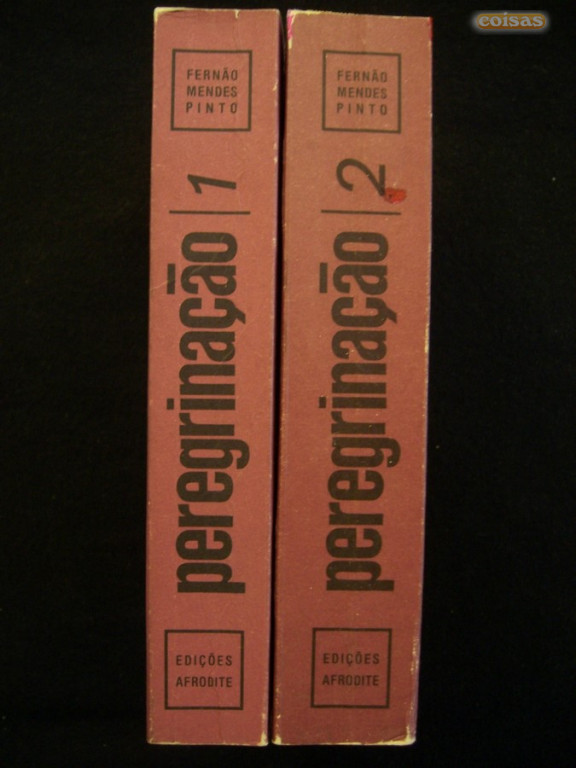 coisas
FERNÃO
MENDES
PINTO
peregrinação | 1
EDIÇÕES
AFRODITE
FERNÃO
MENDES
PINTO
peregrinação | 2
EDIÇÕES
AFRODITE